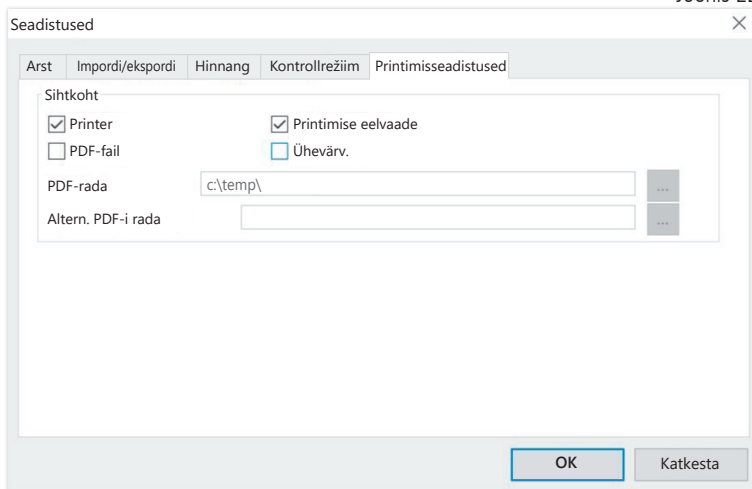 Seadistused
Arst Impordi/ekspordi Hinnang Kontrollrežiim Printimisseadistused
Sihtkoht
Printer Printimise eelvaade
PDF-fail Ühevärv.
PDF-rada c:\temp\ ...
Altern. PDF-i rada ...
OK Katkesta